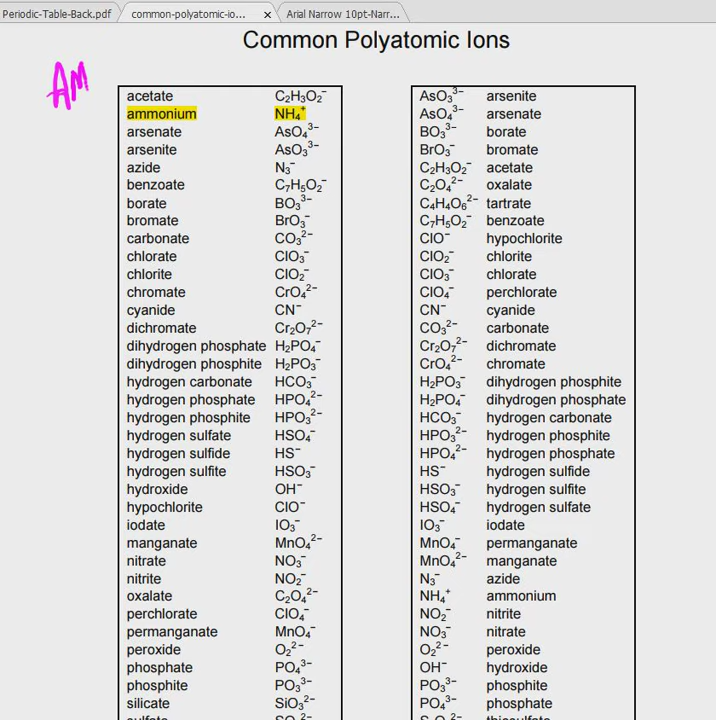 Periodic-Table-Back.pdf
common-polyatomic-io...
Arial Narrow 10pt-Narr...
Common Polyatomic Ions
AM
acetate C₂H₃O₂⁻
ammonium NH₄⁺
arsenate AsO₄³⁻
arsenite AsO₃³⁻
azide N₃⁻
benzoate C₇H₅O₂⁻
borate BO₃³⁻
bromate BrO₃⁻
carbonate CO₃²⁻
chlorate ClO₃⁻
chlorite ClO₂⁻
chromate CrO₄²⁻
cyanide CN⁻
dichromate Cr₂O₇²⁻
dihydrogen phosphate H₂PO₄⁻
dihydrogen phosphite H₂PO₃⁻
hydrogen carbonate HCO₃⁻
hydrogen phosphate HPO₄²⁻
hydrogen phosphite HPO₃²⁻
hydrogen sulfate HSO₄⁻
hydrogen sulfide HS⁻
hydrogen sulfite HSO₃⁻
hydroxide OH⁻
hypochlorite ClO⁻
iodate IO₃⁻
manganate MnO₄²⁻
nitrate NO₃⁻
nitrite NO₂⁻
oxalate C₂O₄²⁻
perchlorate ClO₄⁻
permanganate MnO₄⁻
peroxide O₂²⁻
phosphate PO₄³⁻
phosphite PO₃³⁻
silicate SiO₃²⁻
AsO₃³⁻ arsenite
AsO₄³⁻ arsenate
BO₃³⁻ borate
BrO₃⁻ bromate
C₂H₃O₂⁻ acetate
C₂O₄²⁻ oxalate
C₄H₄O₆²⁻ tartrate
C₇H₅O₂⁻ benzoate
ClO⁻ hypochlorite
ClO₂⁻ chlorite
ClO₃⁻ chlorate
ClO₄⁻ perchlorate
CN⁻ cyanide
CO₃²⁻ carbonate
Cr₂O₇²⁻ dichromate
CrO₄²⁻ chromate
H₂PO₃⁻ dihydrogen phosphite
H₂PO₄⁻ dihydrogen phosphate
HCO₃⁻ hydrogen carbonate
HPO₃²⁻ hydrogen phosphite
HPO₄²⁻ hydrogen phosphate
HS⁻ hydrogen sulfide
HSO₃⁻ hydrogen sulfite
HSO₄⁻ hydrogen sulfate
IO₃⁻ iodate
MnO₄⁻ permanganate
MnO₄²⁻ manganate
N₃⁻ azide
NH₄⁺ ammonium
NO₂⁻ nitrite
NO₃⁻ nitrate
O₂²⁻ peroxide
OH⁻ hydroxide
PO₃³⁻ phosphite
PO₄³⁻ phosphate